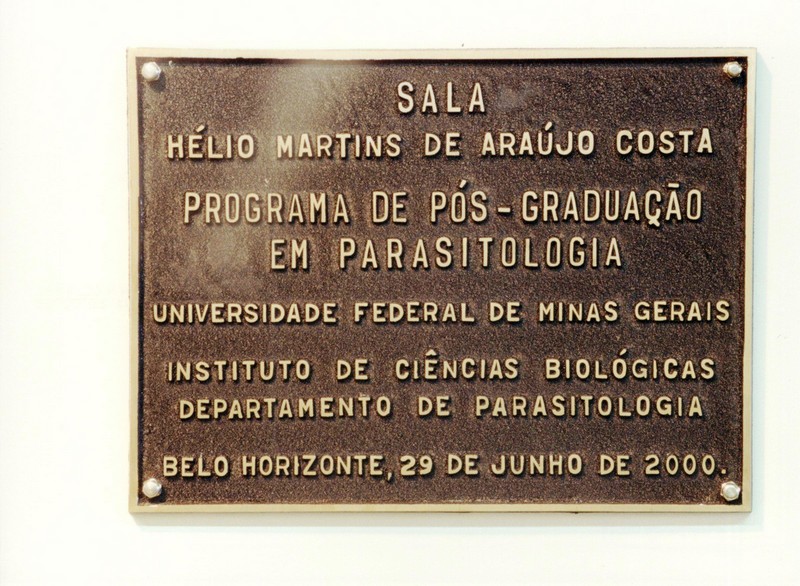 SALA
HÉLIO MARTINS DE ARAÚJO COSTA
PROGRAMA DE PÓS-GRADUAÇÃO
EM PARASITOLOGIA
UNIVERSIDADE FEDERAL DE MINAS GERAIS
INSTITUTO DE CIÊNCIAS BIOLÓGICAS
DEPARTAMENTO DE PARASITOLOGIA
BELO HORIZONTE, 29 DE JUNHO DE 2000.